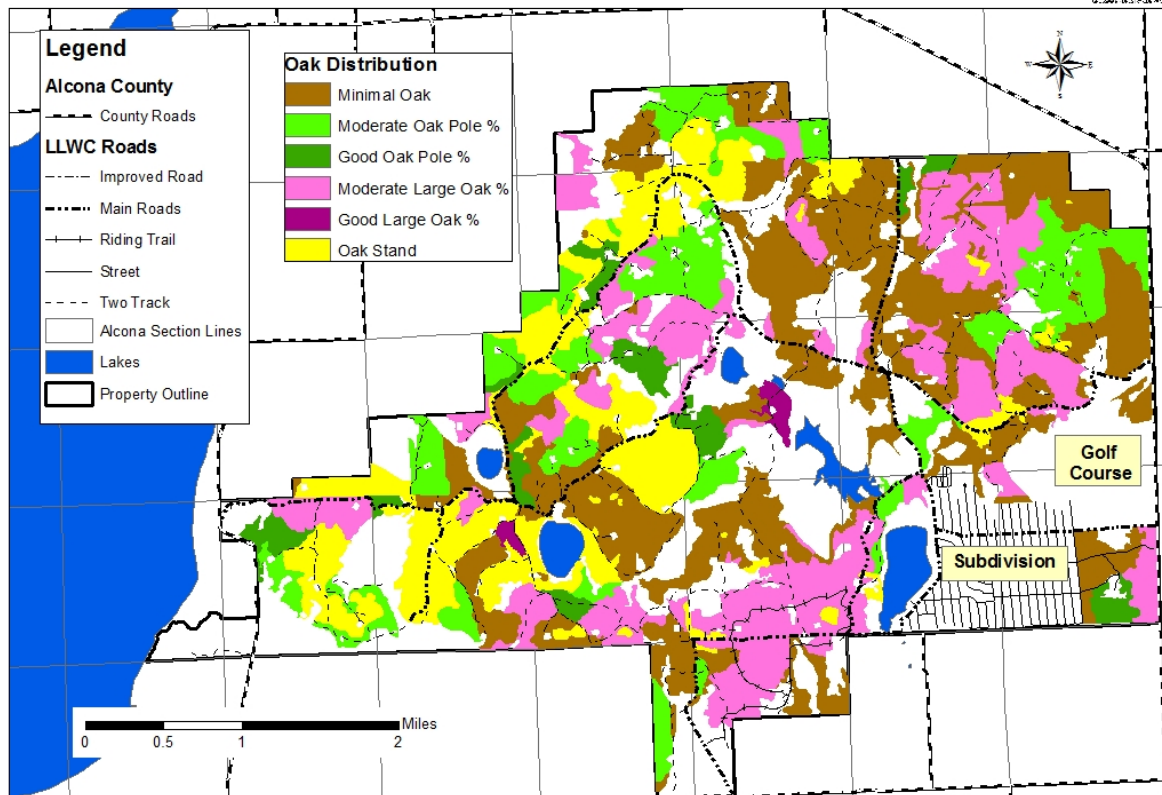 Legend
Alcona County
County Roads
LLWC Roads
Improved Road
Main Roads
Riding Trail
Street
Two Track
Alcona Section Lines
Lakes
Property Outline
Oak Distribution
Minimal Oak
Moderate Oak Pole %
Good Oak Pole %
Moderate Large Oak %
Good Large Oak %
Oak Stand
N
W
E
S
Golf
Course
Subdivision
Miles
0
0.5
1
2